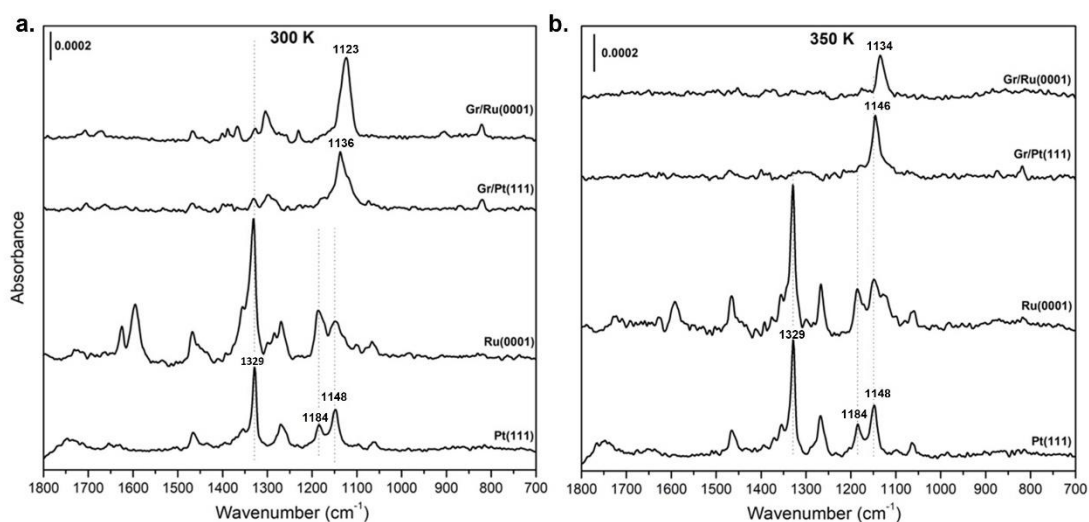 a.
300 K
0.0002
1123
Gr/Ru(0001)
1136
Gr/Pt(111)
Ru(0001)
1329
1184
1148
Pt(111)
Absorbance
1800 1700 1600 1500 1400 1300 1200 1100 1000 900 800 700
Wavenumber (cm⁻¹)
b.
350 K
0.0002
1134
Gr/Ru(0001)
1146
Gr/Pt(111)
Ru(0001)
1329
1184
1148
Pt(111)
1800 1700 1600 1500 1400 1300 1200 1100 1000 900 800 700
Wavenumber (cm⁻¹)